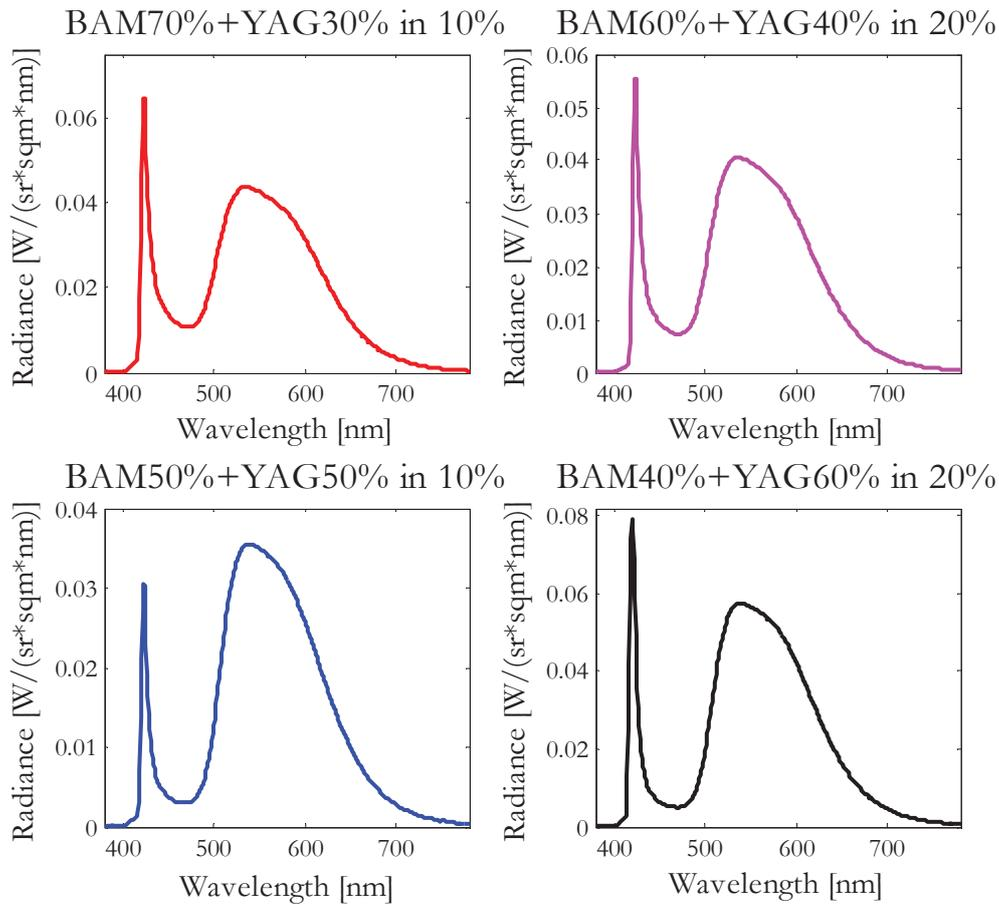 BAM70%+YAG30% in 10%
Radiance [W/(sr*sqm*nm)]
0.06
0.04
0.02
0
400 500 600 700
Wavelength [nm]
BAM60%+YAG40% in 20%
Radiance [W/(sr*sqm*nm)]
0.06
0.05
0.04
0.03
0.02
0.01
0
400 500 600 700
Wavelength [nm]
BAM50%+YAG50% in 10%
Radiance [W/(sr*sqm*nm)]
0.04
0.03
0.02
0.01
0
400 500 600 700
Wavelength [nm]
BAM40%+YAG60% in 20%
Radiance [W/(sr*sqm*nm)]
0.08
0.06
0.04
0.02
0
400 500 600 700
Wavelength [nm]